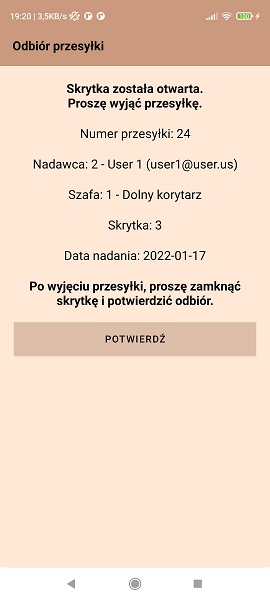 19:20 | 3,5KB/s
120
Odbiór przesyłki
Skrytka została otwarta.
Proszę wyjąć przesyłkę.
Numer przesyłki: 24
Nadawca: 2 - User 1 (user1@user.us)
Szafa: 1 - Dolny korytarz
Skrytka: 3
Data nadania: 2022-01-17
Po wyjęciu przesyłki, proszę zamknąć
skrytkę i potwierdzić odbiór.
POTWIERDŹ